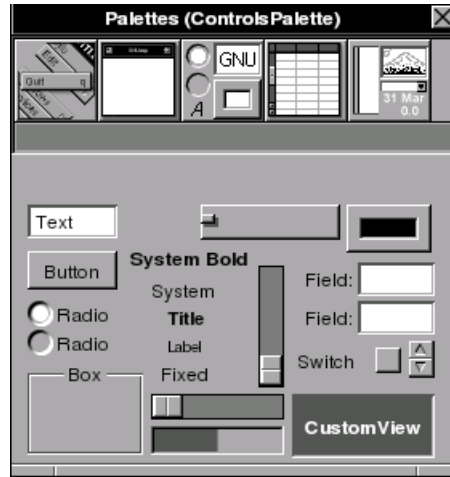 Palettes (ControlsPalette)
Quit q
GNU
A
31 Mar
0.0
Text
Button
System Bold
System
Title
Label
Fixed
Radio
Radio
Box
Field:
Field:
Switch
CustomView